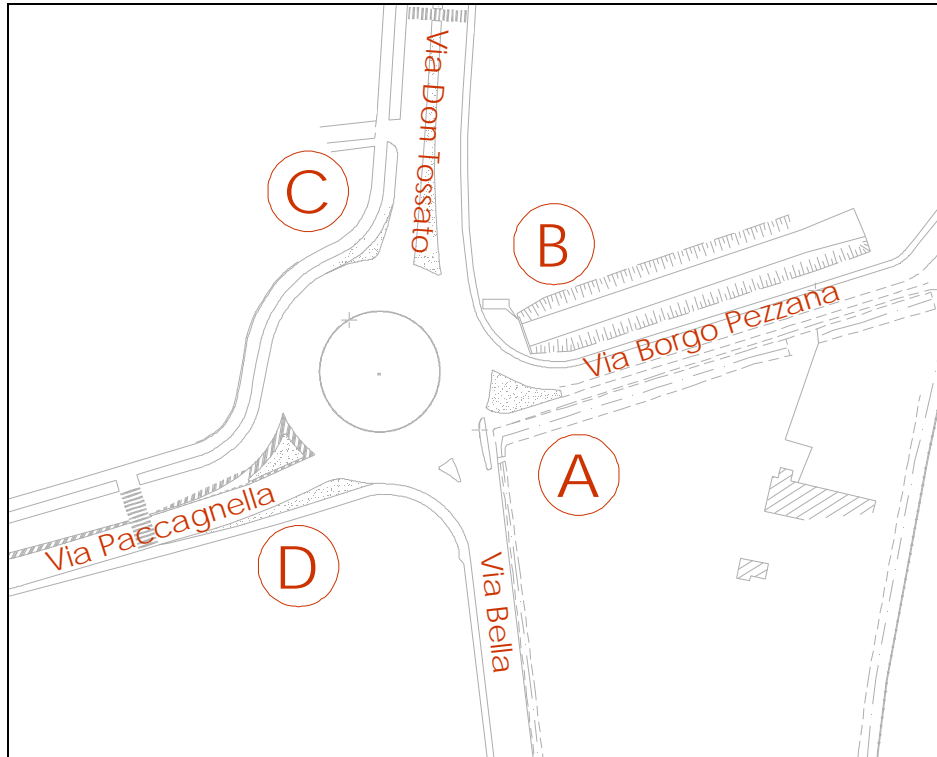 Via Don Tossato
C
B
Via Borgo Pezzana
A
Via Paccagnella
D
Via Bella